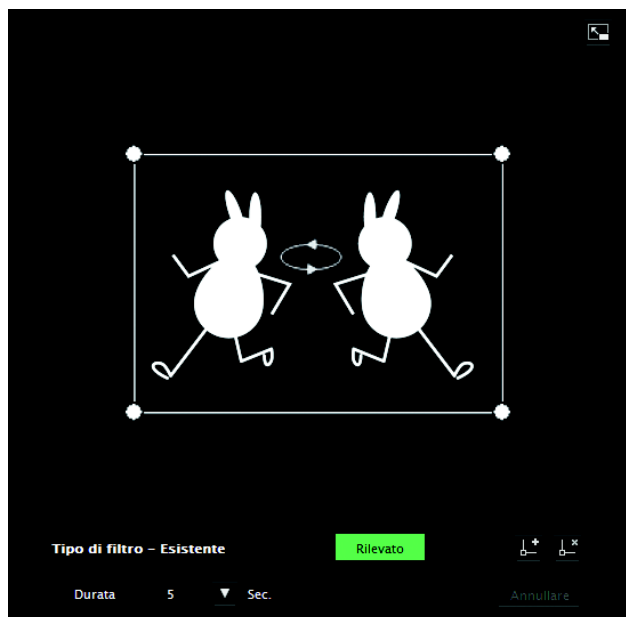 Tipo di filtro – Esistente Rilevato
Durata 5 Sec.
Annullare